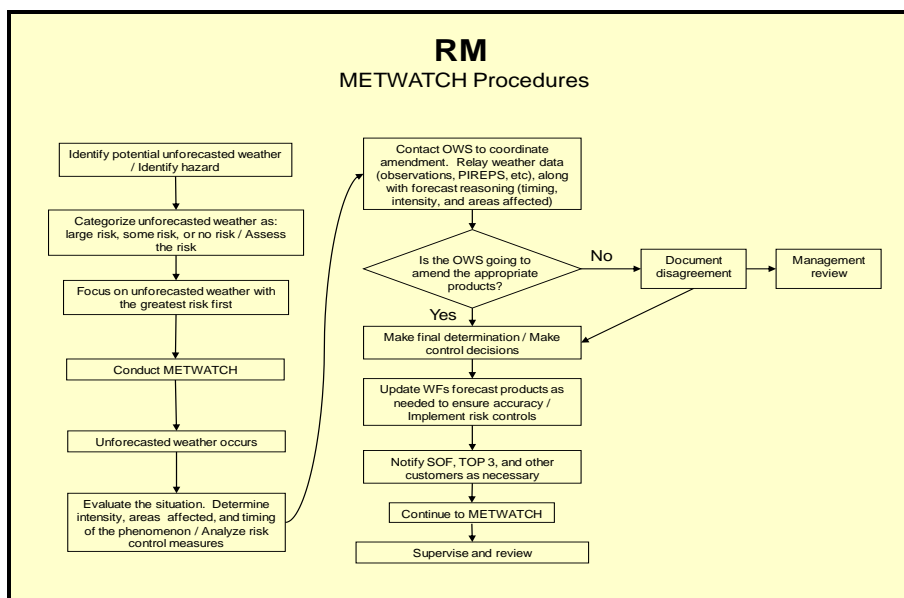 RM
METWATCH Procedures
Identify potential unforecasted weather
/ Identify hazard
Categorize unforecasted weather as:
large risk, some risk, or no risk / Assess
the risk
Focus on unforecasted weather with
the greatest risk first
Conduct METWATCH
Unforecasted weather occurs
Evaluate the situation. Determine
intensity, areas affected, and timing
of the phenomenon / Analyze risk
control measures
Contact OWS to coordinate
amendment. Relay weather data
(observations, PIREPS, etc), along
with forecast reasoning (timing,
intensity, and areas affected)
Is the OWS going to
amend the appropriate
products?
No
Document
disagreement
Management
review
Yes
Make final determination / Make
control decisions
Update WFs forecast products as
needed to ensure accuracy /
Implement risk controls
Notify SOF, TOP 3, and other
customers as necessary
Continue to METWATCH
Supervise and review